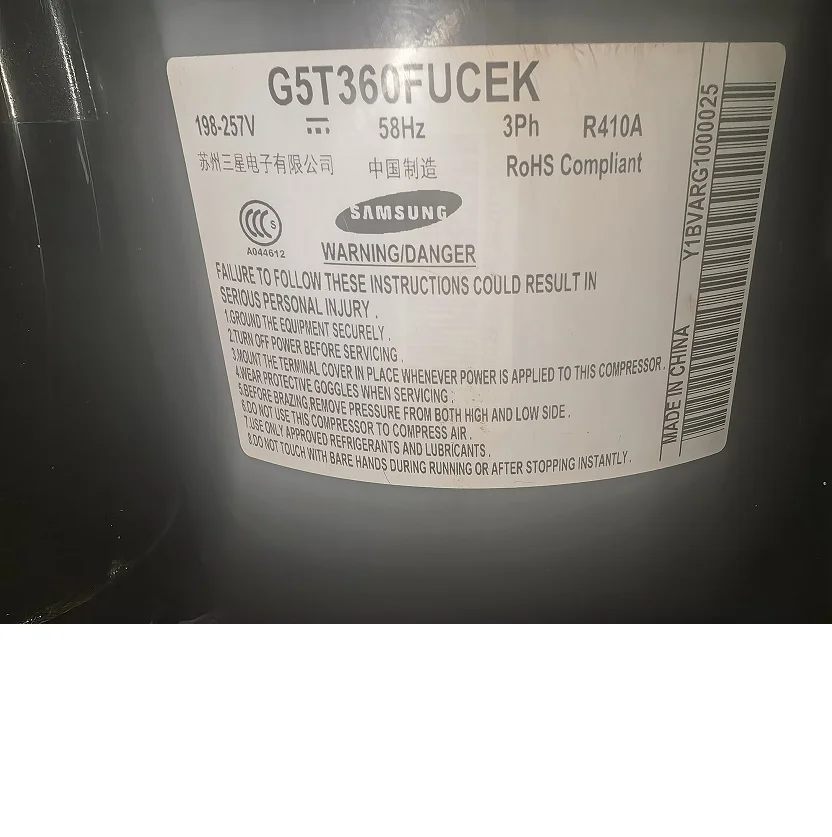 G5T360FUCEK
198-257V ⎓ 58Hz 3Ph R410A
苏州三星电子有限公司 中国制造 RoHS Compliant
CCC S
A044612
SAMSUNG
WARNING/DANGER
FAILURE TO FOLLOW THESE INSTRUCTIONS COULD RESULT IN
SERIOUS PERSONAL INJURY .
1.GROUND THE EQUIPMENT SECURELY .
2.TURN OFF POWER BEFORE SERVICING .
3.MOUNT THE TERMINAL COVER IN PLACE WHENEVER POWER IS APPLIED TO THIS COMPRESSOR.
4.WEAR PROTECTIVE GOGGLES WHEN SERVICING .
5.BEFORE BRAZING,REMOVE PRESSURE FROM BOTH HIGH AND LOW SIDE .
6.DO NOT USE THIS COMPRESSOR TO COMPRESS AIR .
7.USE ONLY APPROVED REFRIGERANTS AND LUBRICANTS .
8.DO NOT TOUCH WITH BARE HANDS DURING RUNNING OR AFTER STOPPING INSTANTLY .
MADE IN CHINA Y1BVARG1000025